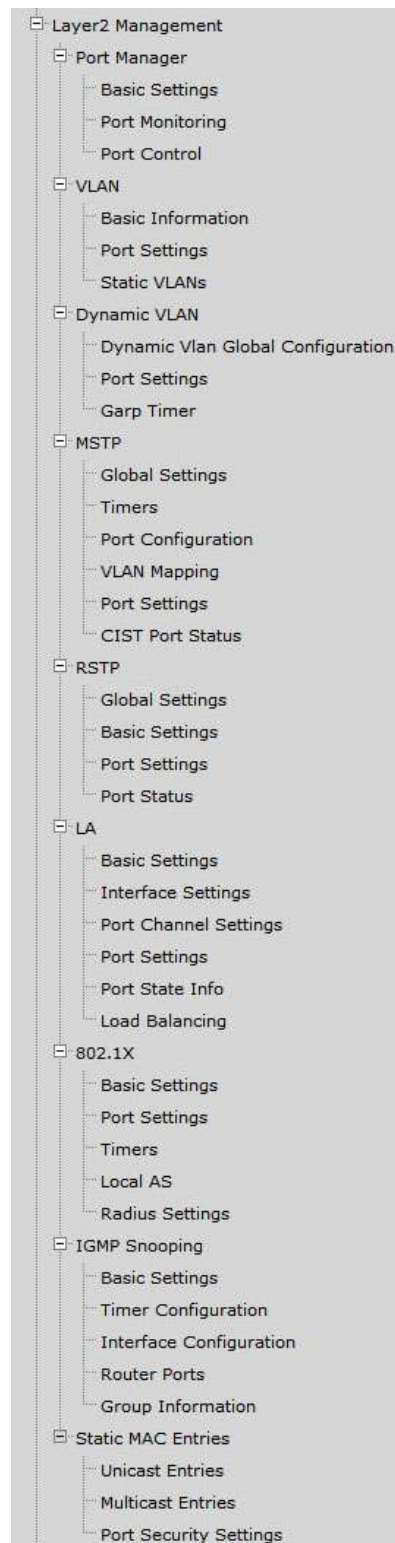 Layer2 Management
Port Manager
Basic Settings
Port Monitoring
Port Control
VLAN
Basic Information
Port Settings
Static VLANs
Dynamic VLAN
Dynamic Vlan Global Configuration
Port Settings
Garp Timer
MSTP
Global Settings
Timers
Port Configuration
VLAN Mapping
Port Settings
CIST Port Status
RSTP
Global Settings
Basic Settings
Port Settings
Port Status
LA
Basic Settings
Interface Settings
Port Channel Settings
Port Settings
Port State Info
Load Balancing
802.1X
Basic Settings
Port Settings
Timers
Local AS
Radius Settings
IGMP Snooping
Basic Settings
Timer Configuration
Interface Configuration
Router Ports
Group Information
Static MAC Entries
Unicast Entries
Multicast Entries
Port Security Settings